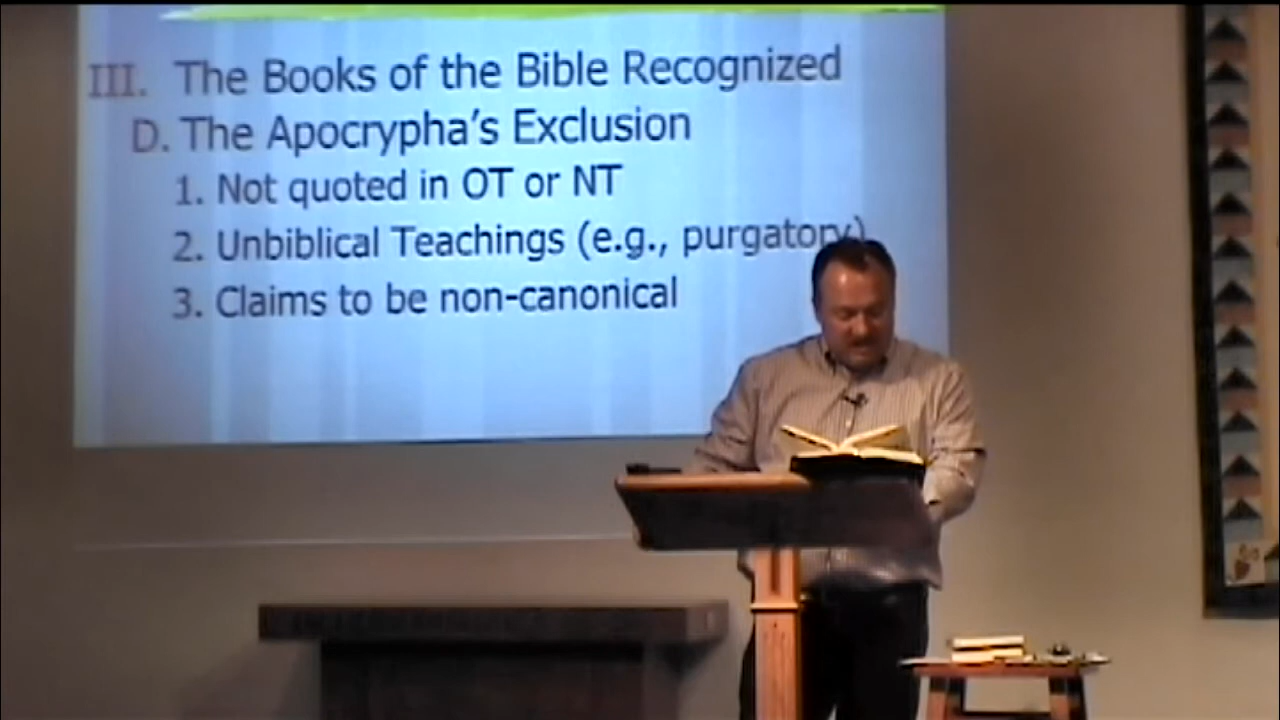 III. The Books of the Bible Recognized
D. The Apocrypha's Exclusion
1. Not quoted in OT or NT
2. Unbiblical Teachings (e.g., purgatory)
3. Claims to be non-canonical